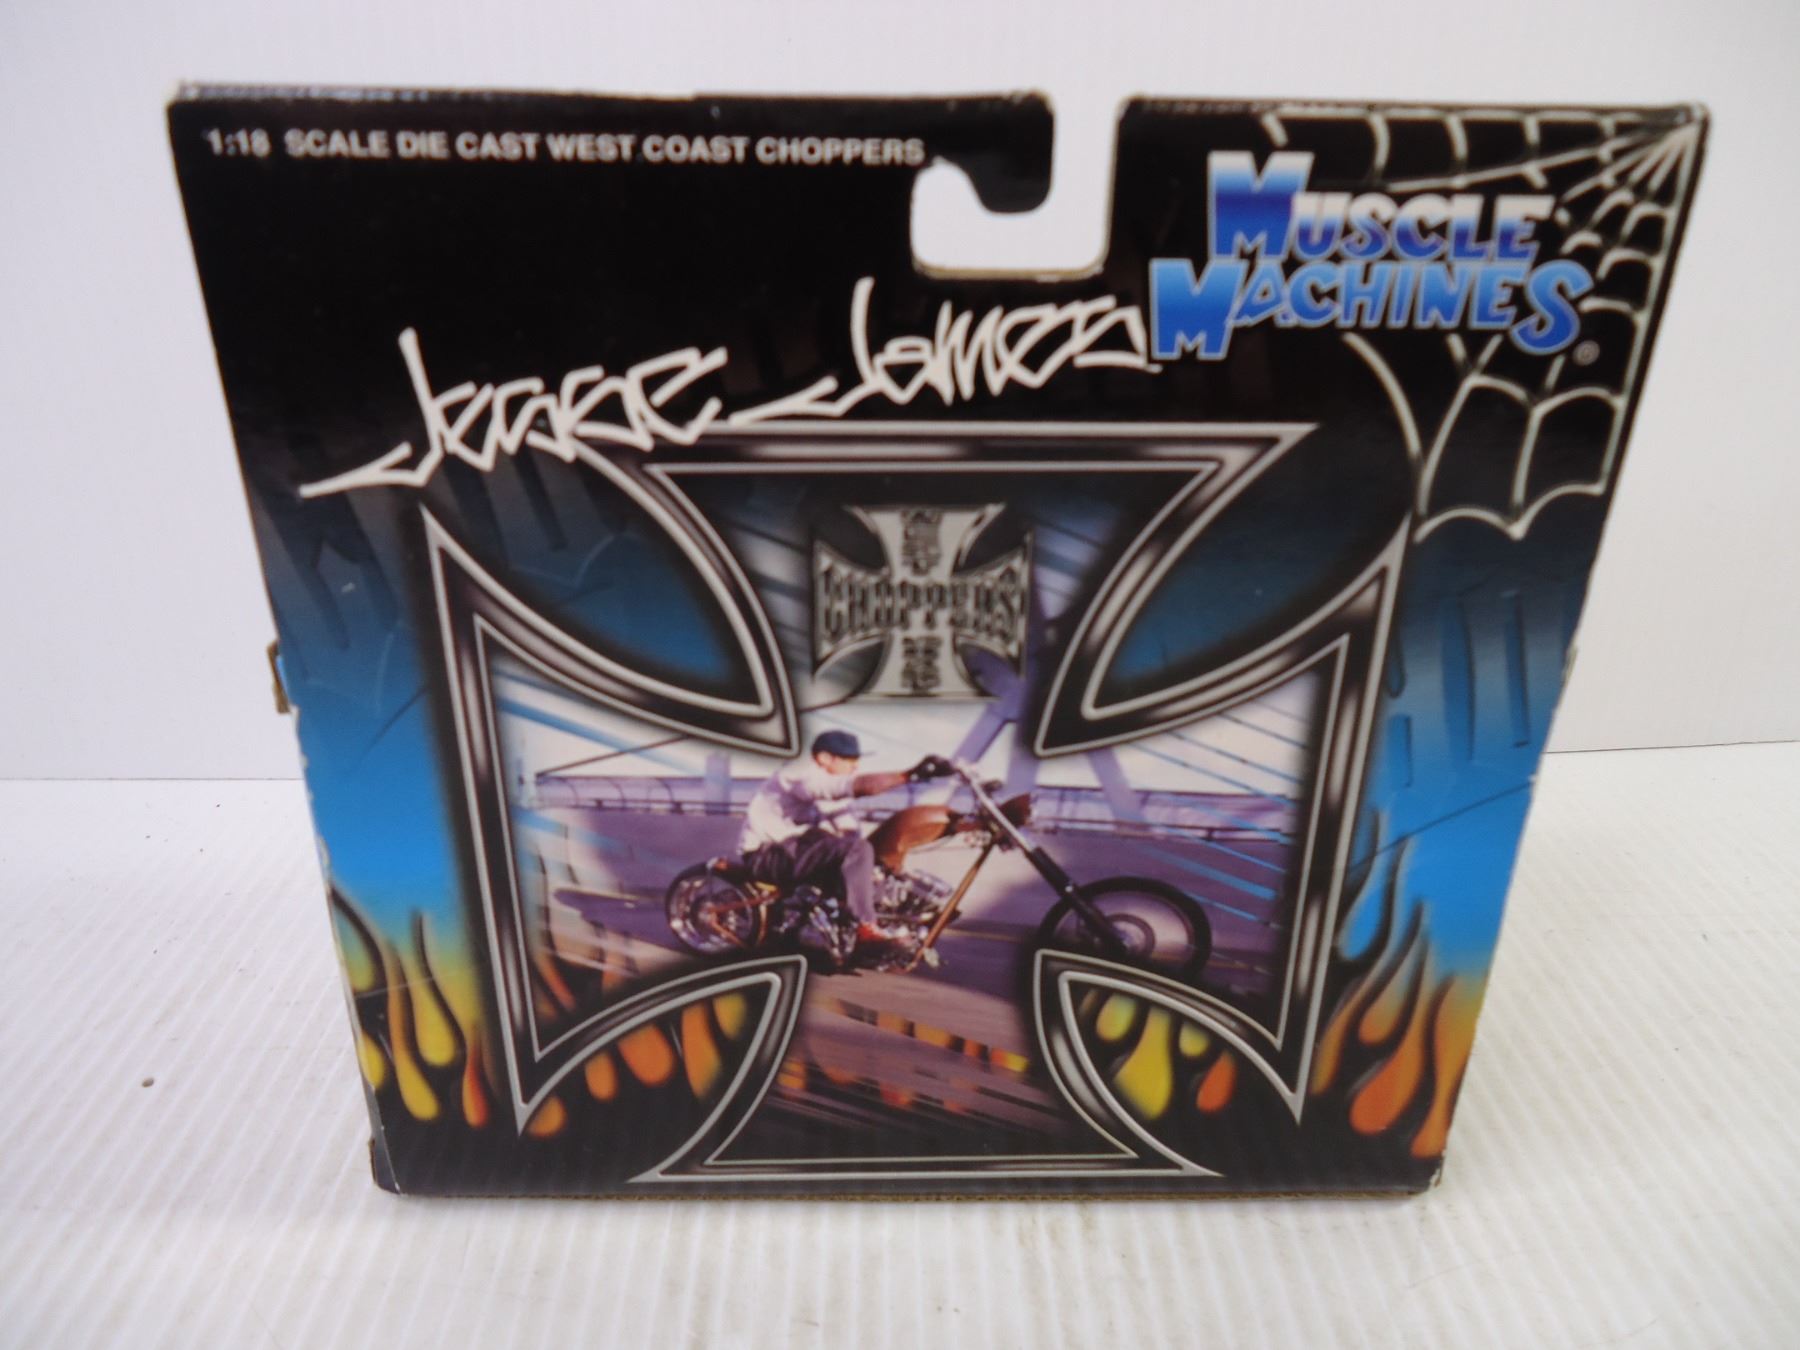 1:18 SCALE DIE CAST WEST COAST CHOPPERS
MUSCLE
MACHINES®
Jesse James
CHOPPERS